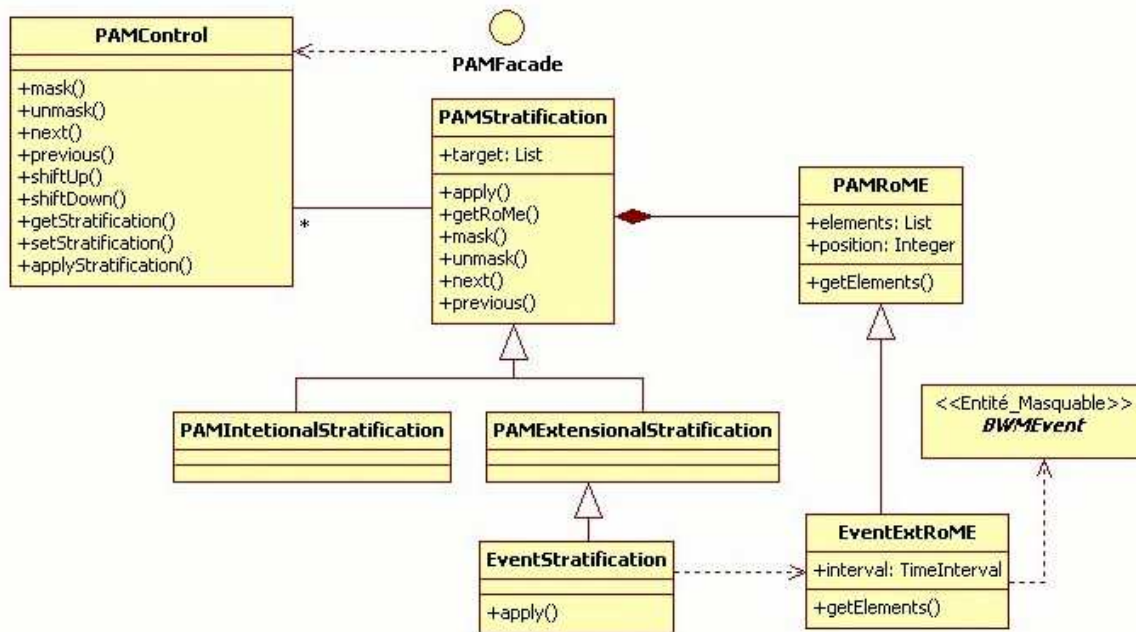 PAMControl
+mask()
+unmask()
+next()
+previous()
+shiftUp()
+shiftDown()
+getStratification()
+setStratification()
+applyStratification()
PAMFacade
*
PAMStratification
+target: List
+apply()
+getRoMe()
+mask()
+unmask()
+next()
+previous()
PAMRoME
+elements: List
+position: Integer
+getElements()
PAMIntetionalStratification
PAMExtensionalStratification
<<Entité_Masquable>>
BWMEvent
EventStratification
+apply()
EventExtRoME
+interval: TimeInterval
+getElements()